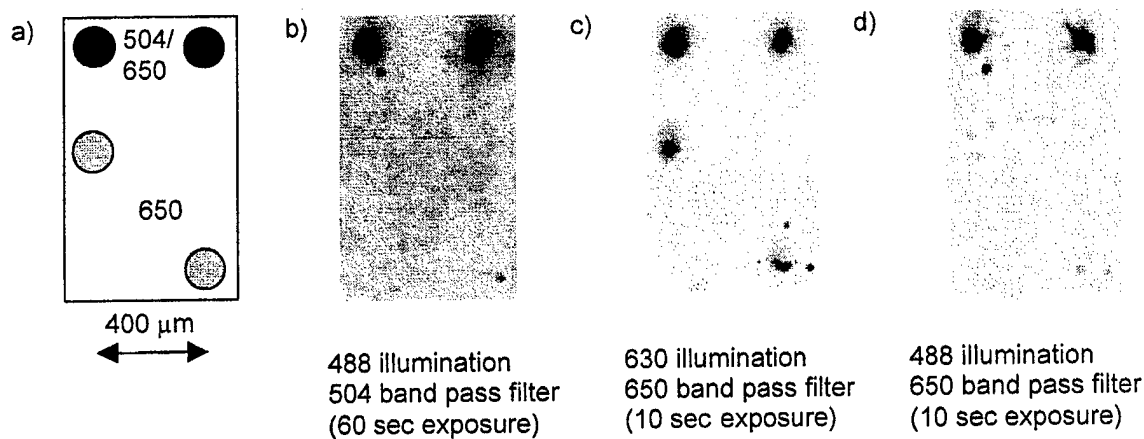 a)
504/
650
650
400 μm
b)
488 illumination
504 band pass filter
(60 sec exposure)
c)
630 illumination
650 band pass filter
(10 sec exposure)
d)
488 illumination
650 band pass filter
(10 sec exposure)